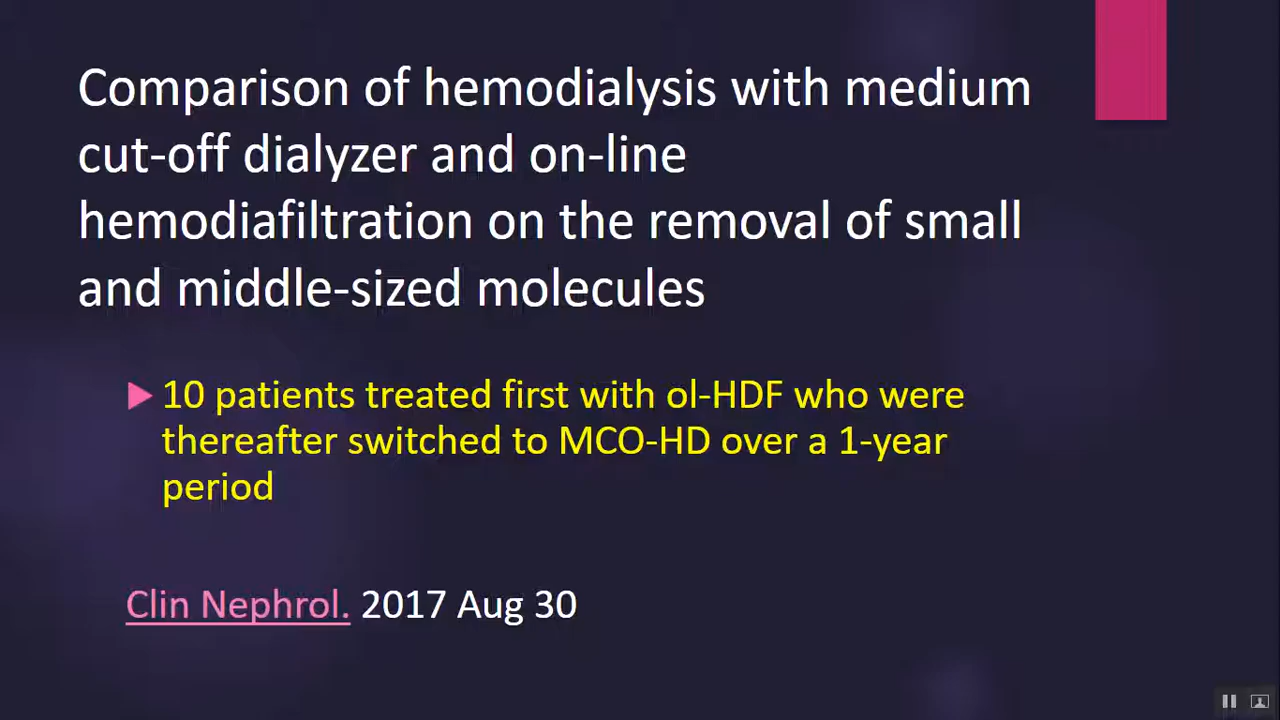 Comparison of hemodialysis with medium
cut-off dialyzer and on-line
hemodiafiltration on the removal of small
and middle-sized molecules
10 patients treated first with ol-HDF who were
thereafter switched to MCO-HD over a 1-year
period
Clin Nephrol. 2017 Aug 30